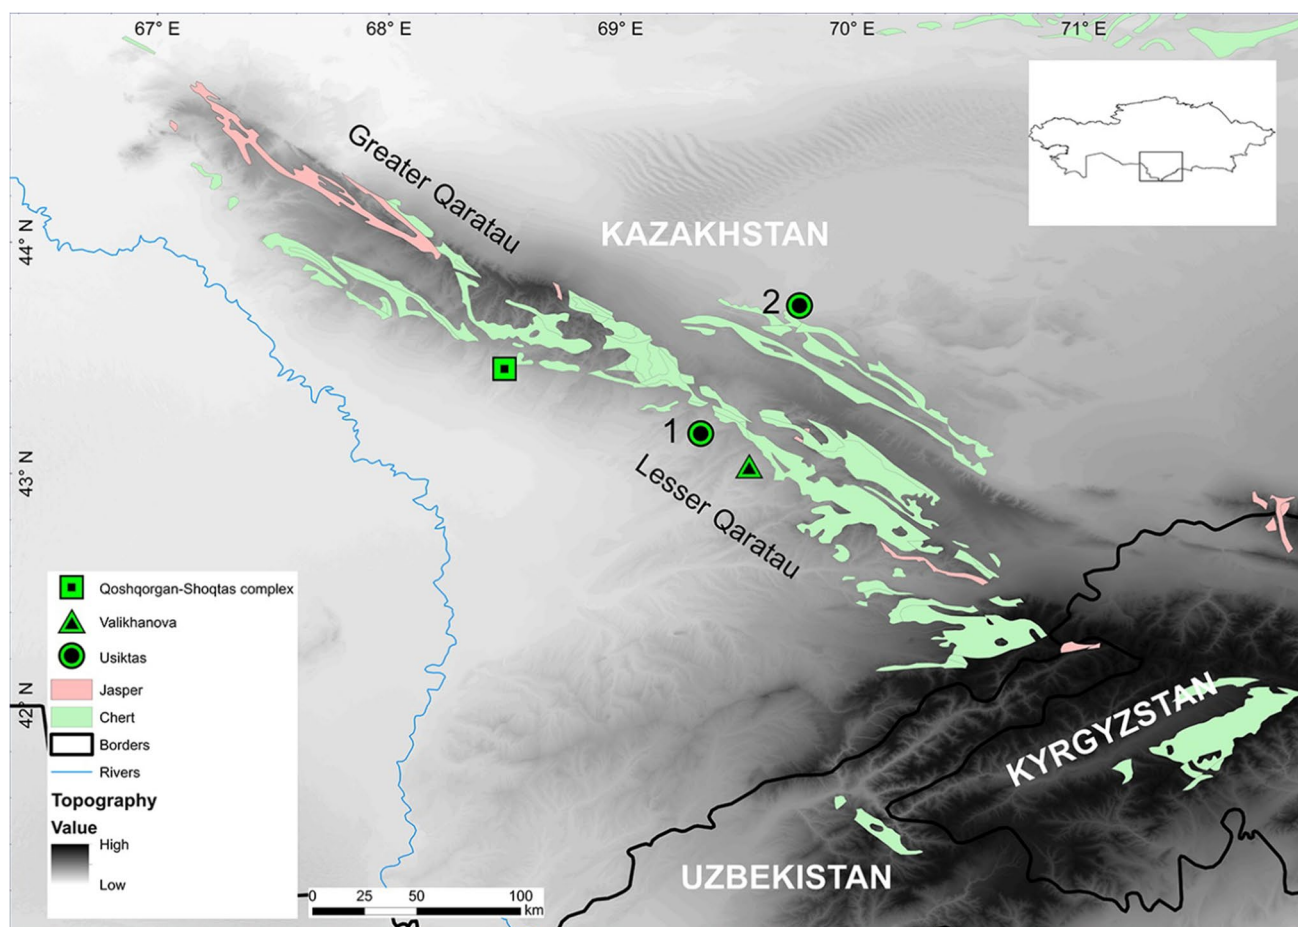 67° E
68° E
69° E
70° E
71° E
Greater Qaratau
KAZAKHSTAN
44° N
2
1
43° N
Lesser Qaratau
Qoshqorgan-Shoqtas complex
Valikhanova
Usiktas
Jasper
Chert
Borders
Rivers
Topography
Value
High
Low
42° N
KYRGYZSTAN
UZBEKISTAN
0 25 50 100
km